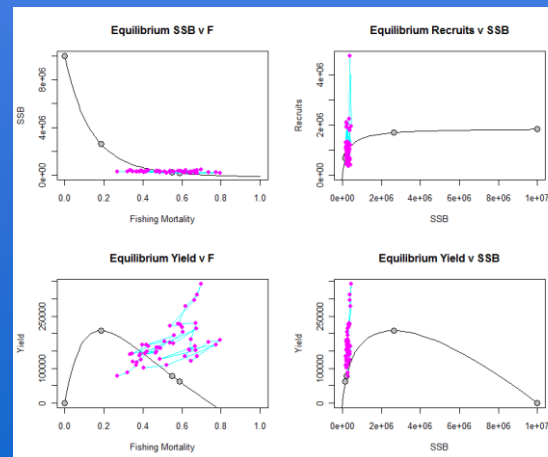 Equilibrium SSB v F
SSB
0e+00
4e+06
8e+06
0.0 0.2 0.4 0.6 0.8 1.0
Fishing Mortality
Equilibrium Recruits v SSB
Recruits
0e+00
2e+06
4e+06
0e+00 2e+06 4e+06 6e+06 8e+06 1e+07
SSB
Equilibrium Yield v F
Yield
0
100000
200000
0.0 0.2 0.4 0.6 0.8 1.0
Fishing Mortality
Equilibrium Yield v SSB
Yield
0
100000
200000
0e+00 2e+06 4e+06 6e+06 8e+06 1e+07
SSB